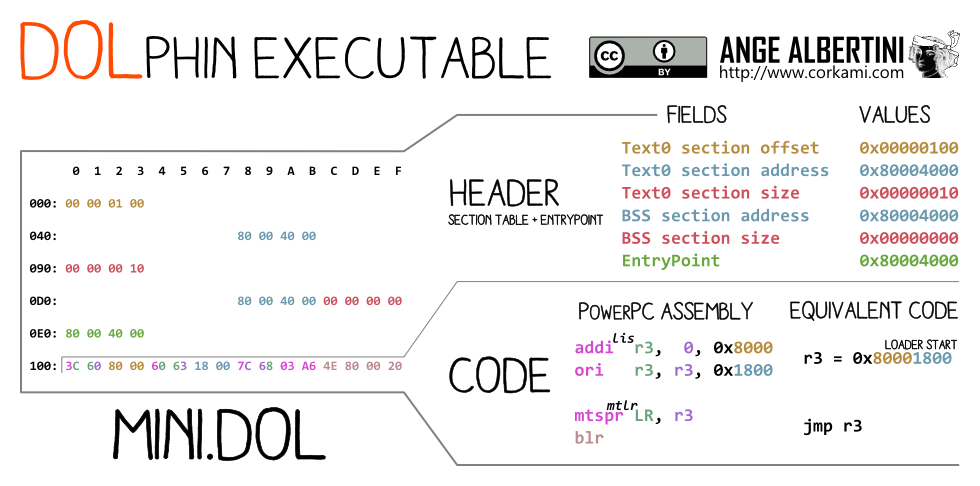 DOLPHIN EXECUTABLE
cc BY
ANGE ALBERTINI
http://www.corkami.com
0 1 2 3 4 5 6 7 8 9 A B C D E F
000: 00 00 01 00
040: 80 00 40 00
090: 00 00 00 10
0D0: 80 00 40 00 00 00 00 00
0E0: 80 00 40 00
100: 3C 60 80 00 60 63 18 00 7C 68 03 A6 4E 80 00 20
MINI.DOL
HEADER
SECTION TABLE + ENTRYPOINT
FIELDS VALUES
Text0 section offset 0x00000100
Text0 section address 0x80004000
Text0 section size 0x00000010
BSS section address 0x80004000
BSS section size 0x00000000
EntryPoint 0x80004000
CODE
POWERPC ASSEMBLY
lis
addi r3, 0, 0x8000
ori r3, r3, 0x1800
mtlr
mtspr LR, r3
blr
EQUIVALENT CODE
LOADER START
r3 = 0x80001800
jmp r3